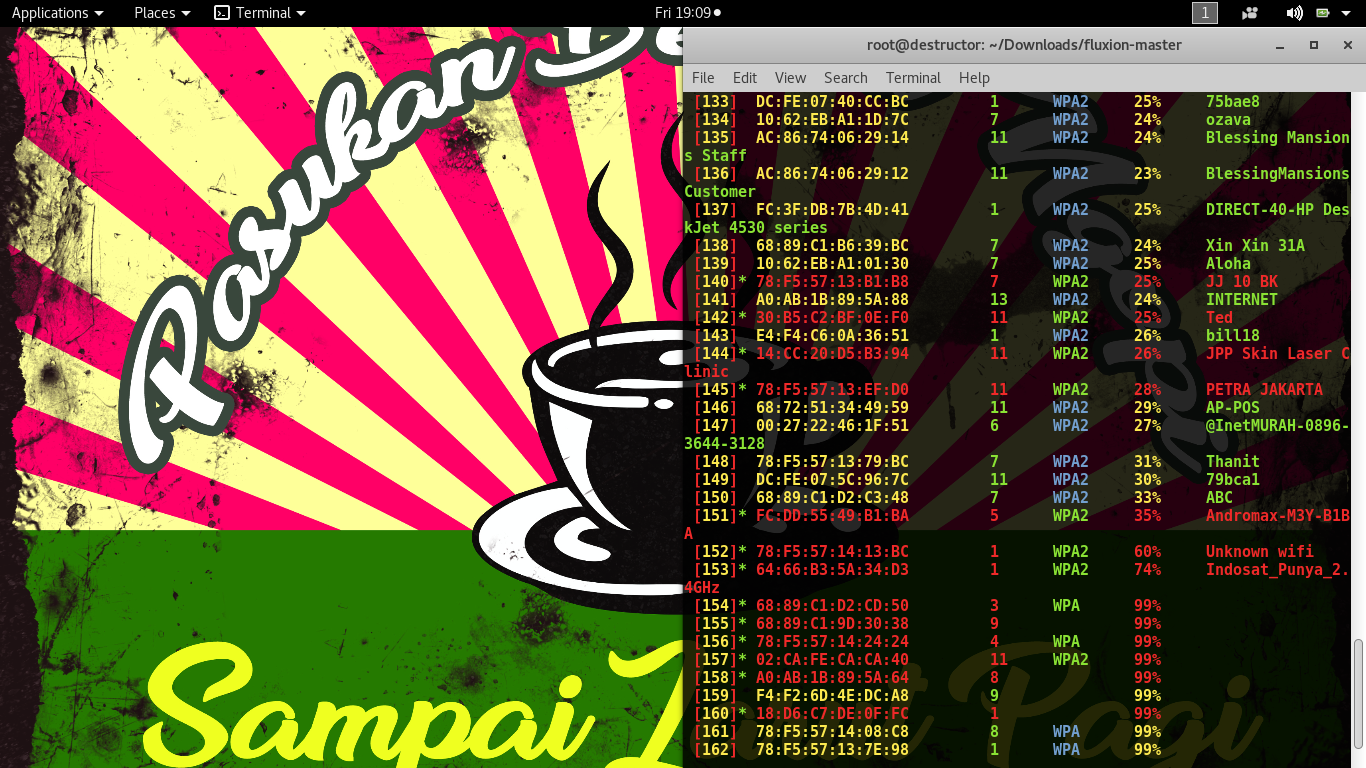 Applications Places Terminal Fri 19:09 1
root@destructor: ~/Downloads/fluxion-master
File Edit View Search Terminal Help
[133] DC:FE:07:40:CC:BC 1 WPA2 25% 75bae8
[134] 10:62:EB:A1:1D:7C 7 WPA2 24% ozava
[135] AC:86:74:06:29:14 11 WPA2 24% Blessing Mansion
s Staff
[136] AC:86:74:06:29:12 11 WPA2 23% BlessingMansions
Customer
[137] FC:3F:DB:7B:4D:41 1 WPA2 25% DIRECT-40-HP Des
kJet 4530 series
[138] 68:89:C1:B6:39:BC 7 WPA2 24% Xin Xin 31A
[139] 10:62:EB:A1:01:30 7 WPA2 25% Aloha
[140]* 78:F5:57:13:B1:B8 7 WPA2 25% JJ 10 BK
[141] A0:AB:1B:89:5A:88 13 WPA2 24% INTERNET
[142]* 30:B5:C2:BF:0E:F0 11 WPA2 25% Ted
[143] E4:F4:C6:0A:36:51 1 WPA2 26% bill18
[144]* 14:CC:20:D5:B3:94 11 WPA2 26% JPP Skin Laser C
linic
[145]* 78:F5:57:13:EF:D0 11 WPA2 28% PETRA JAKARTA
[146] 68:72:51:34:49:59 11 WPA2 29% AP-POS
[147] 00:27:22:46:1F:51 6 WPA2 27% @InetMURAH-0896-
3644-3128
[148] 78:F5:57:13:79:BC 7 WPA2 31% Thanit
[149] DC:FE:07:5C:96:7C 11 WPA2 30% 79bca1
[150] 68:89:C1:D2:C3:48 7 WPA2 33% ABC
[151]* FC:DD:55:49:B1:BA 5 WPA2 35% Andromax-M3Y-B1B
A
[152]* 78:F5:57:14:13:BC 1 WPA2 60% Unknown wifi
[153]* 64:66:B3:5A:34:D3 1 WPA2 74% Indosat_Punya_2.
4GHz
[154]* 68:89:C1:D2:CD:50 3 WPA 99%
[155]* 68:89:C1:9D:30:38 9 99%
[156]* 78:F5:57:14:24:24 4 WPA 99%
[157]* 02:CA:FE:CA:CA:40 11 WPA2 99%
[158]* A0:AB:1B:89:5A:64 8 99%
[159] F4:F2:6D:4E:DC:A8 9 99%
[160]* 18:D6:C7:DE:0F:FC 1 99%
[161] 78:F5:57:14:08:C8 8 WPA 99%
[162] 78:F5:57:13:7E:98 1 WPA 99%
Pasukan
Ngopi
Sampai
Pagi